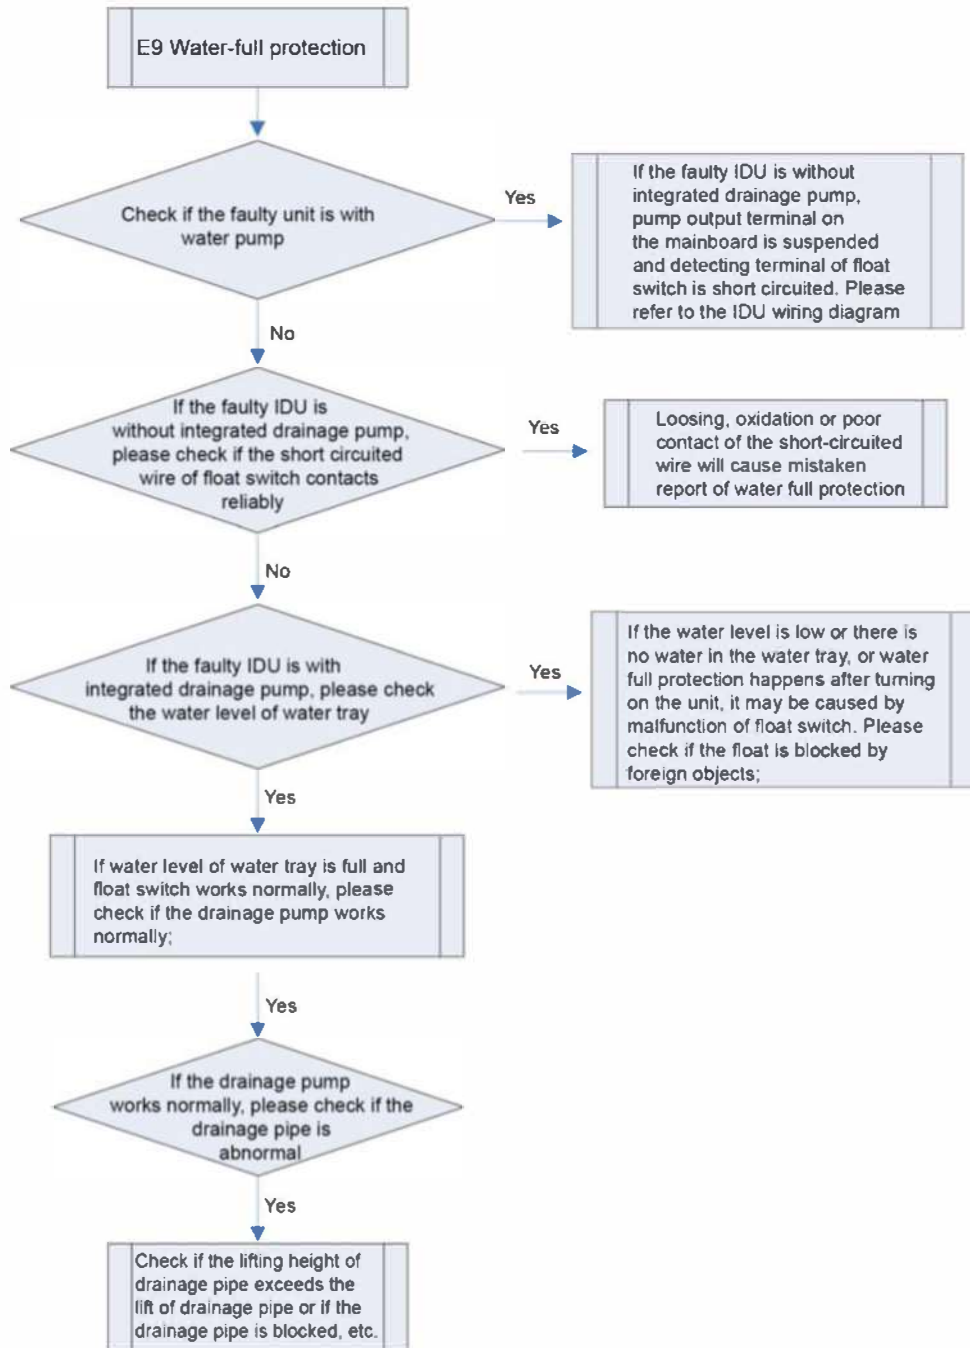 E9 Water-full protection
Check if the faulty unit is with
water pump
Yes
If the faulty IDU is without
integrated drainage pump,
pump output terminal on
the mainboard is suspended
and detecting terminal of float
switch is short circuited. Please
refer to the IDU wiring diagram
No
If the faulty IDU is
without integrated drainage pump,
please check if the short circuited
wire of float switch contacts
reliably
Yes
Loosing, oxidation or poor
contact of the short-circuited
wire will cause mistaken
report of water full protection
No
If the faulty IDU is with
integrated drainage pump, please check
the water level of water tray
Yes
If the water level is low or there is
no water in the water tray, or water
full protection happens after turning
on the unit, it may be caused by
malfunction of float switch. Please
check if the float is blocked by
foreign objects;
Yes
If water level of water tray is full and
float switch works normally, please
check if the drainage pump works
normally;
Yes
If the drainage pump
works normally, please check if the
drainage pipe is
abnormal
Yes
Check if the lifting height of
drainage pipe exceeds the
lift of drainage pipe or if the
drainage pipe is blocked, etc.